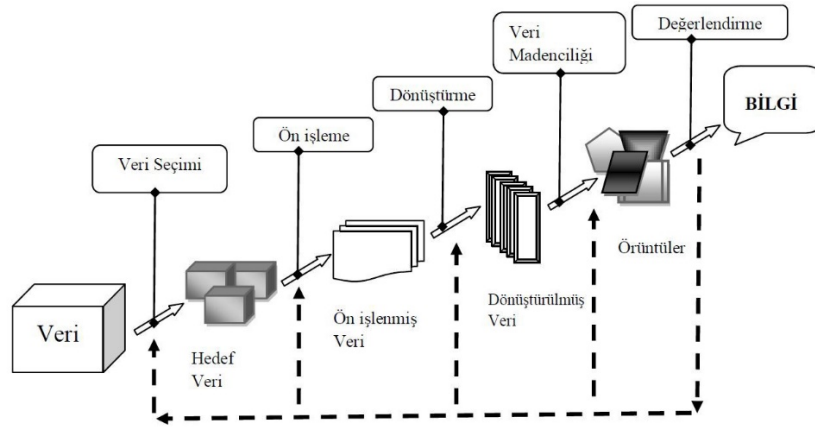 Değerlendirme
Veri
Madenciliği
BİLGİ
Dönüştürme
Ön işleme
Veri Seçimi
Örüntüler
Dönüştürülmüş
Veri
Ön işlenmiş
Veri
Veri
Hedef
Veri